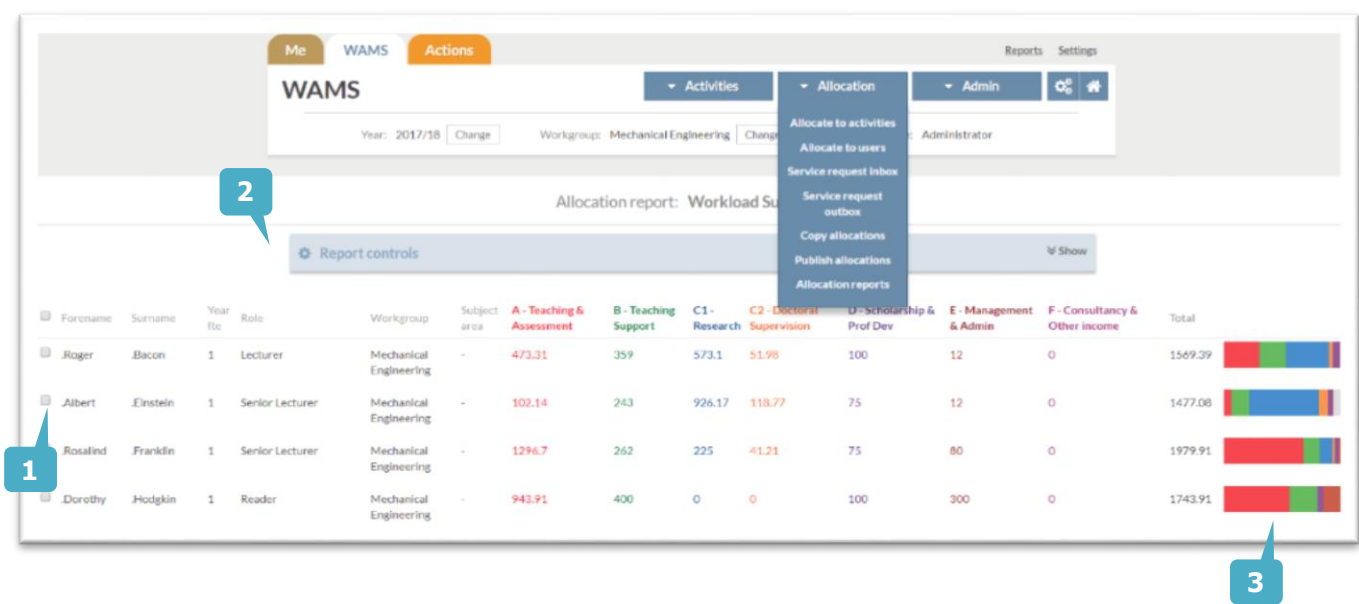 Me WAMS Actions Reports Settings
WAMS Activities Allocation Admin
Allocate to activities
Year: 2017/18 Change Workgroup: Mechanical Engineering Administrator
Allocate to users
Service request inbox
2
Service request
outbox
Allocation report: Workload Su
Copy allocations
Report controls Show
Publish allocations
Allocation reports
Forename Surname Year fte Role Workgroup Subject area A - Teaching & Assessment B - Teaching Support C1 - Research C2 - Doctoral Supervision D - Scholarship & Prof Dev E - Management & Admin F - Consultancy & Other income Total
.Roger .Bacon 1 Lecturer Mechanical Engineering - 473.31 359 573.1 51.98 100 12 0 1569.39
.Albert .Einstein 1 Senior Lecturer Mechanical Engineering - 102.14 243 926.17 118.77 75 12 0 1477.08
1
.Rosalind .Franklin 1 Senior Lecturer Mechanical Engineering - 1296.7 262 225 41.21 75 80 0 1979.91
.Dorothy .Hodgkin 1 Reader Mechanical Engineering - 943.91 400 0 0 100 300 0 1743.91
3